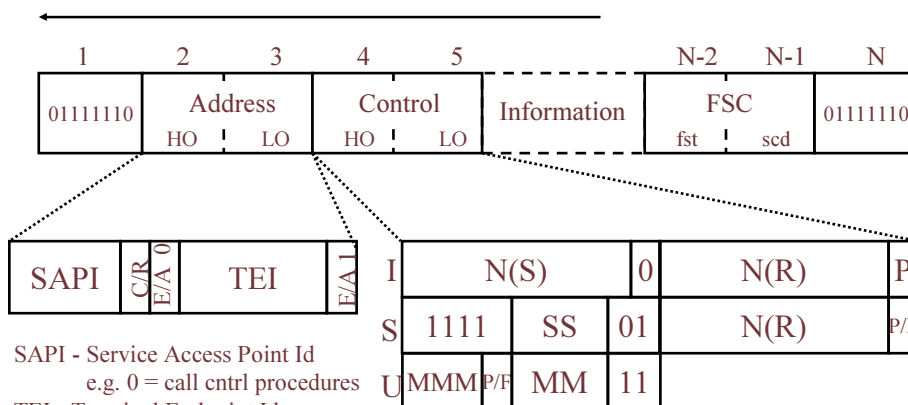 1 2 3 4 5 N-2 N-1 N
01111110 Address Control Information FSC 01111110
HO LO HO LO fst scd
SAPI C/R E/A 0 TEI E/A 1
I N(S) 0 N(R) P
S 1111 SS 01 N(R) P/
U MMM P/F MM 11
SAPI - Service Access Point Id
e.g. 0 = call cntrl procedures